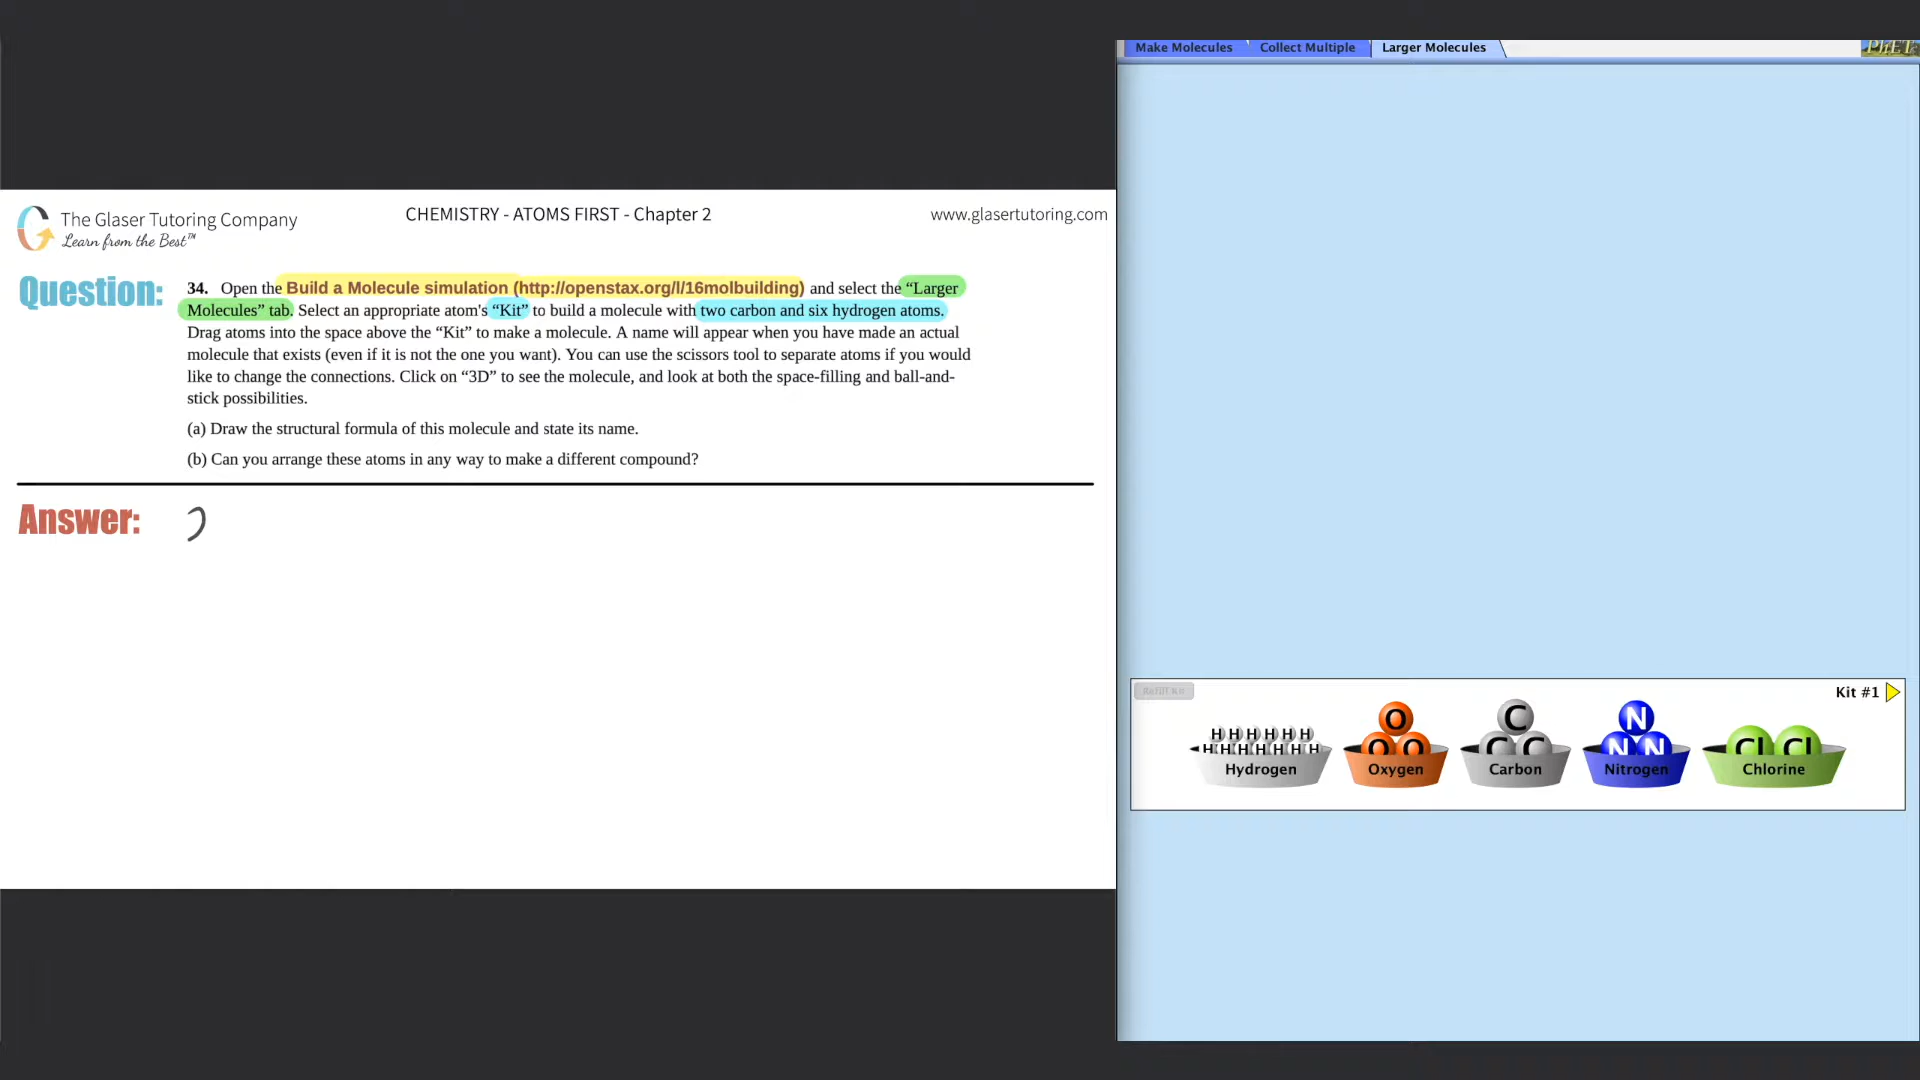 Make Molecules Collect Multiple Larger Molecules PhET
The Glaser Tutoring Company
Learn from the Best™
CHEMISTRY - ATOMS FIRST - Chapter 2
www.glasertutoring.com
Question:
34. Open the Build a Molecule simulation (http://openstax.org/l/16molbuilding) and select the “Larger
Molecules” tab. Select an appropriate atom's “Kit” to build a molecule with two carbon and six hydrogen atoms.
Drag atoms into the space above the “Kit” to make a molecule. A name will appear when you have made an actual
molecule that exists (even if it is not the one you want). You can use the scissors tool to separate atoms if you would
like to change the connections. Click on “3D” to see the molecule, and look at both the space-filling and ball-and-
stick possibilities.
(a) Draw the structural formula of this molecule and state its name.
(b) Can you arrange these atoms in any way to make a different compound?
Answer:
Refill Kit
Kit #1
H H H H H H O C N
H H H H H H H O O C C N N Cl Cl
Hydrogen Oxygen Carbon Nitrogen Chlorine